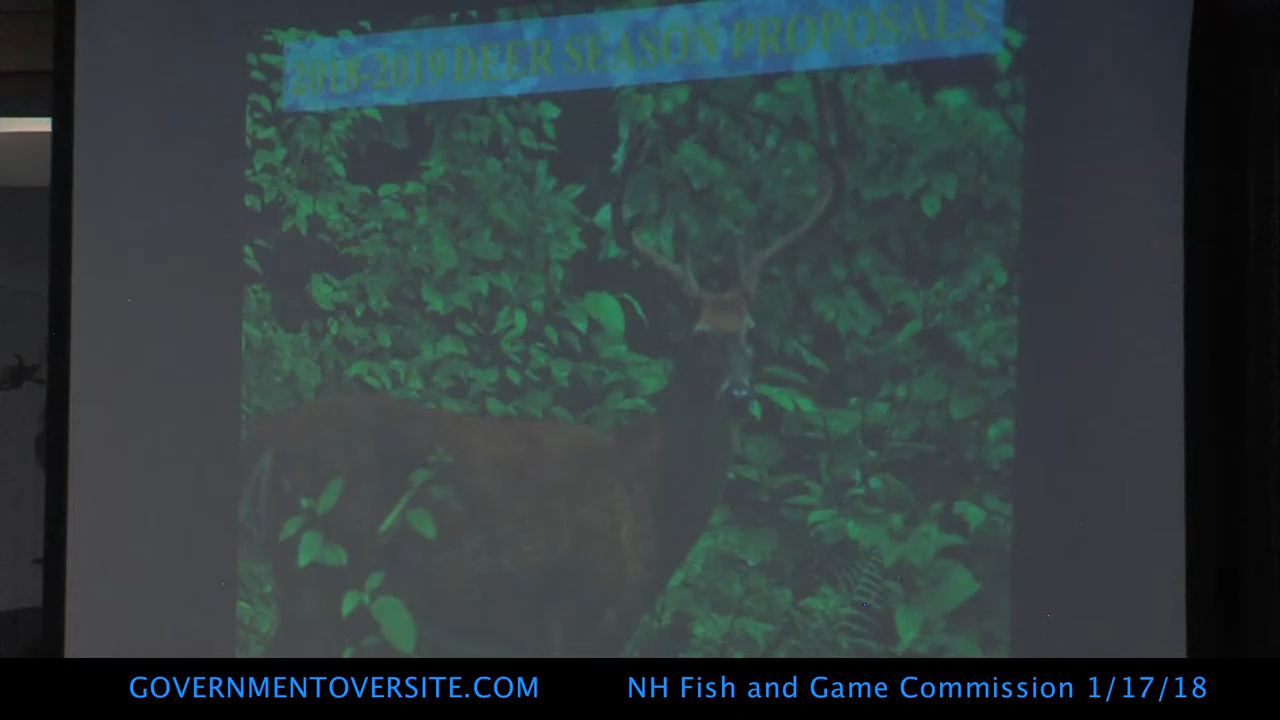 2018-2019 DEER SEASON PROPOSALS
GOVERNMENTOVERSITE.COM NH Fish and Game Commission 1/17/18